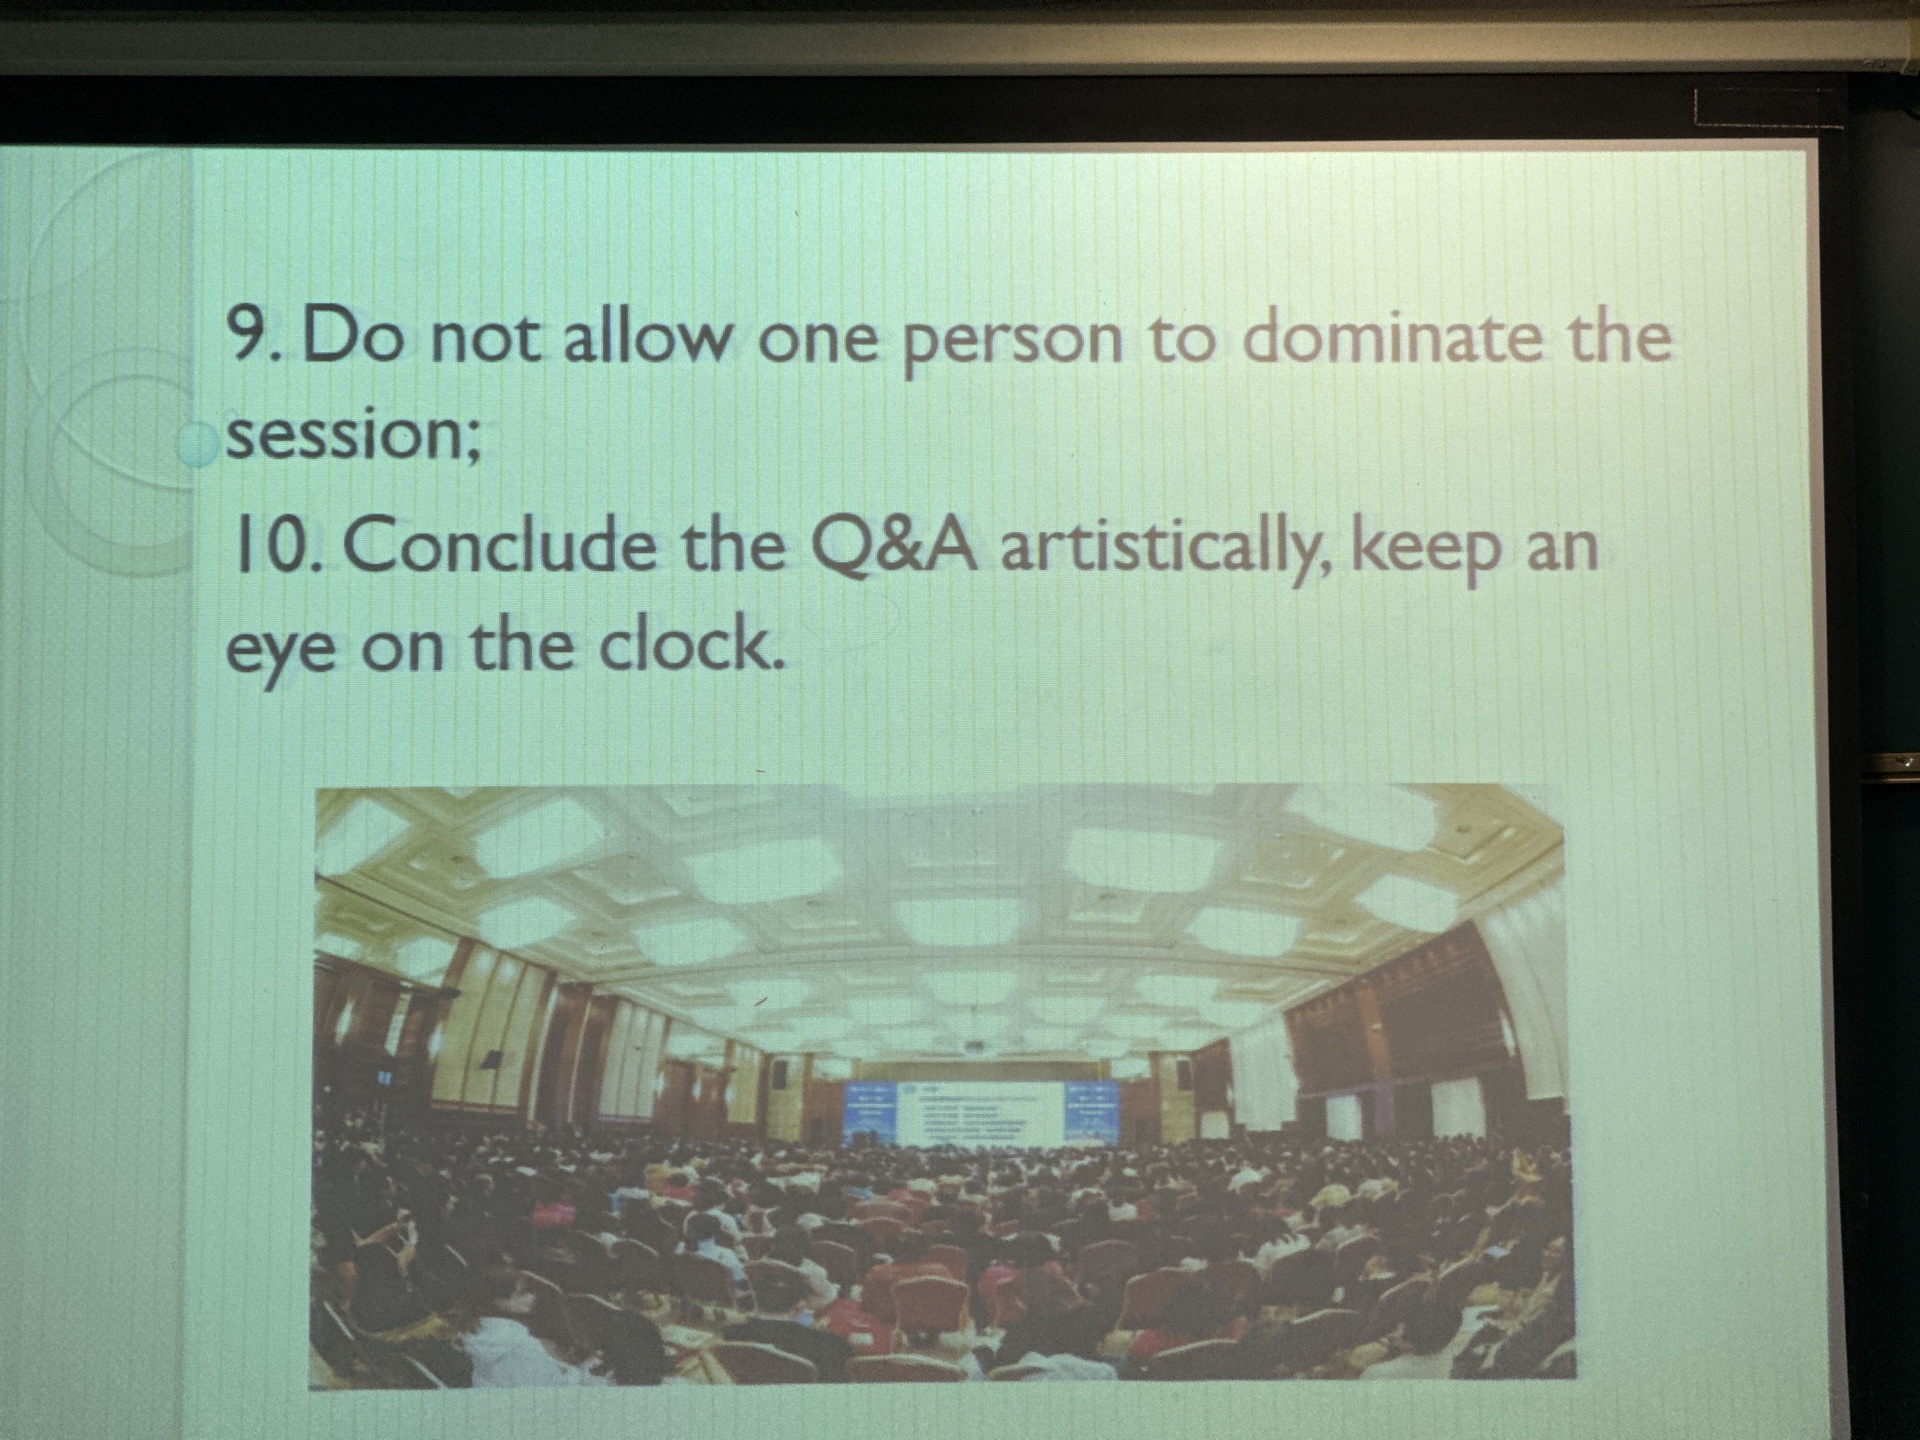 9. Do not allow one person to dominate the
session;
10. Conclude the Q&A artistically, keep an
eye on the clock.